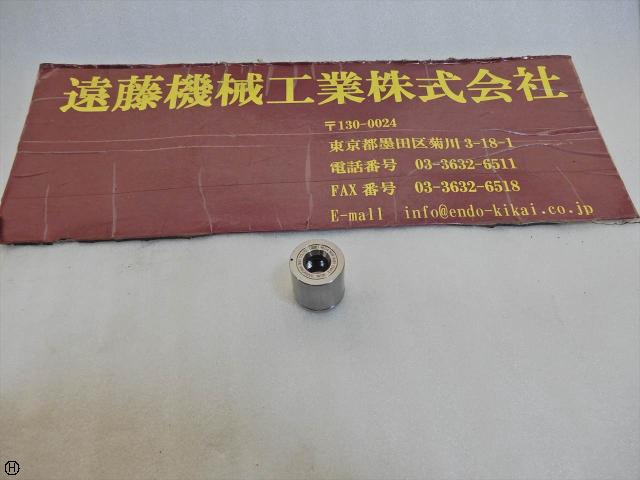 遠藤機械工業株式会社
〒130-0024
東京都墨田区菊川 3-18-1
電話番号 03-3632-6511
FAX 番号 03-3632-6518
E-mall info@endo-kikai.co.jp
H